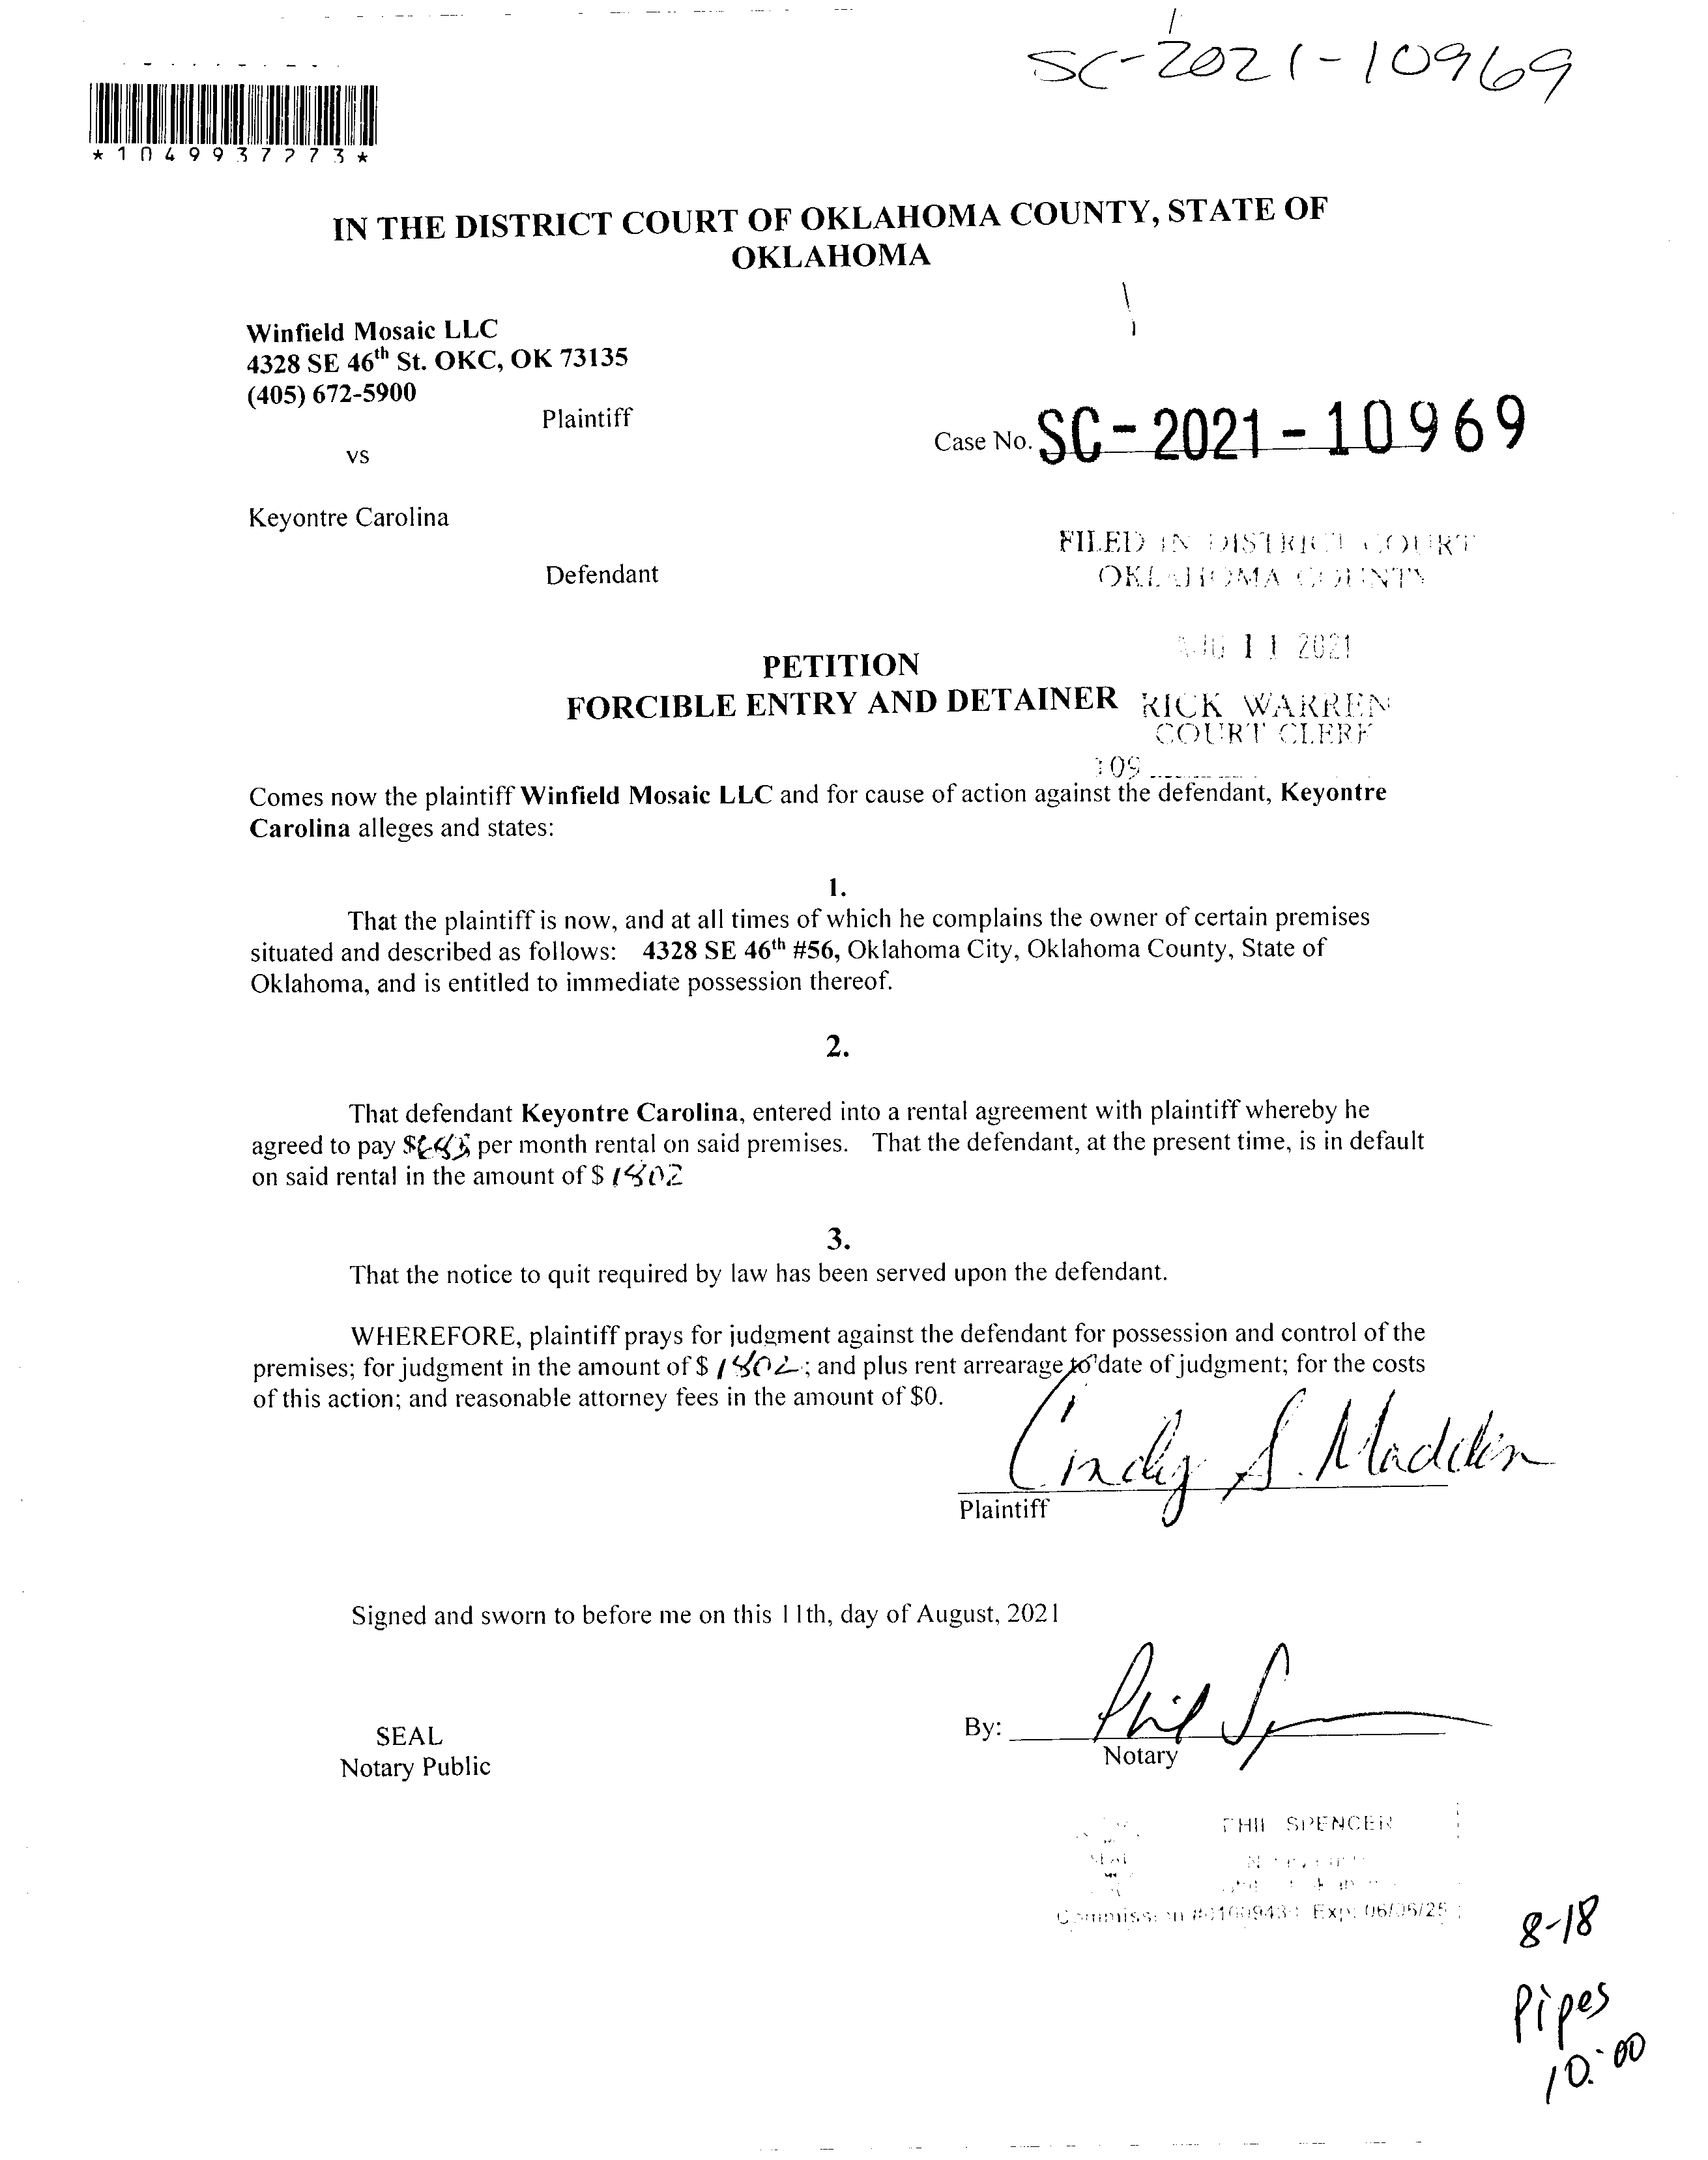 SC-2021-10969
*1049937273*
IN THE DISTRICT COURT OF OKLAHOMA COUNTY, STATE OF
OKLAHOMA
Winfield Mosaic LLC
4328 SE 46th St. OKC, OK 73135
(405) 672-5900
Plaintiff
Case No. SC-2021-10969
vs
Keyontre Carolina
FILED IN DISTRICT COURT
OKLAHOMA COUNTY
Defendant
AUG 11 2021
PETITION
FORCIBLE ENTRY AND DETAINER
RICK WARREN
COURT CLERK
109
Comes now the plaintiff Winfield Mosaic LLC and for cause of action against the defendant, Keyontre
Carolina alleges and states:
1.
That the plaintiff is now, and at all times of which he complains the owner of certain premises
situated and described as follows: 4328 SE 46th #56, Oklahoma City, Oklahoma County, State of
Oklahoma, and is entitled to immediate possession thereof.
2.
That defendant Keyontre Carolina, entered into a rental agreement with plaintiff whereby he
agreed to pay $ per month rental on said premises. That the defendant, at the present time, is in default
on said rental in the amount of $ 1802
3.
That the notice to quit required by law has been served upon the defendant.
WHEREFORE, plaintiff prays for judgment against the defendant for possession and control of the
premises; for judgment in the amount of $ 1802; and plus rent arrearage to date of judgment; for the costs
of this action; and reasonable attorney fees in the amount of $0.
Cindy S. Madden
Plaintiff
Signed and sworn to before me on this 11th, day of August, 2021
By: Phil
SEAL
Notary
Notary Public
PHIL SPENCER
SEAL
Commission # Exp: 06/
8-18
Pipes
10:00